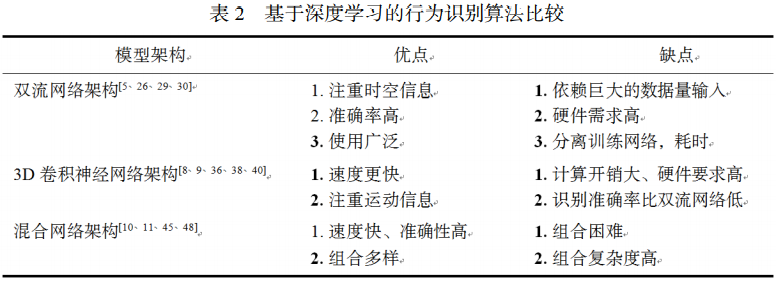 表 2 基于深度学习的行为识别算法比较
模型架构 优点 缺点
双流网络架构[5、26、29、30] 1. 注重时空信息 1. 依赖巨大的数据量输入
2. 准确率高 2. 硬件需求高
3. 使用广泛 3. 分离训练网络，耗时
3D 卷积神经网络架构[8、9、36、38、40] 1. 速度更快 1. 计算开销大、硬件要求高
2. 注重运动信息 2. 识别准确率比双流网络低
混合网络架构[10、11、45、48] 1. 速度快、准确性高 1. 组合困难
2. 组合多样 2. 组合复杂度高